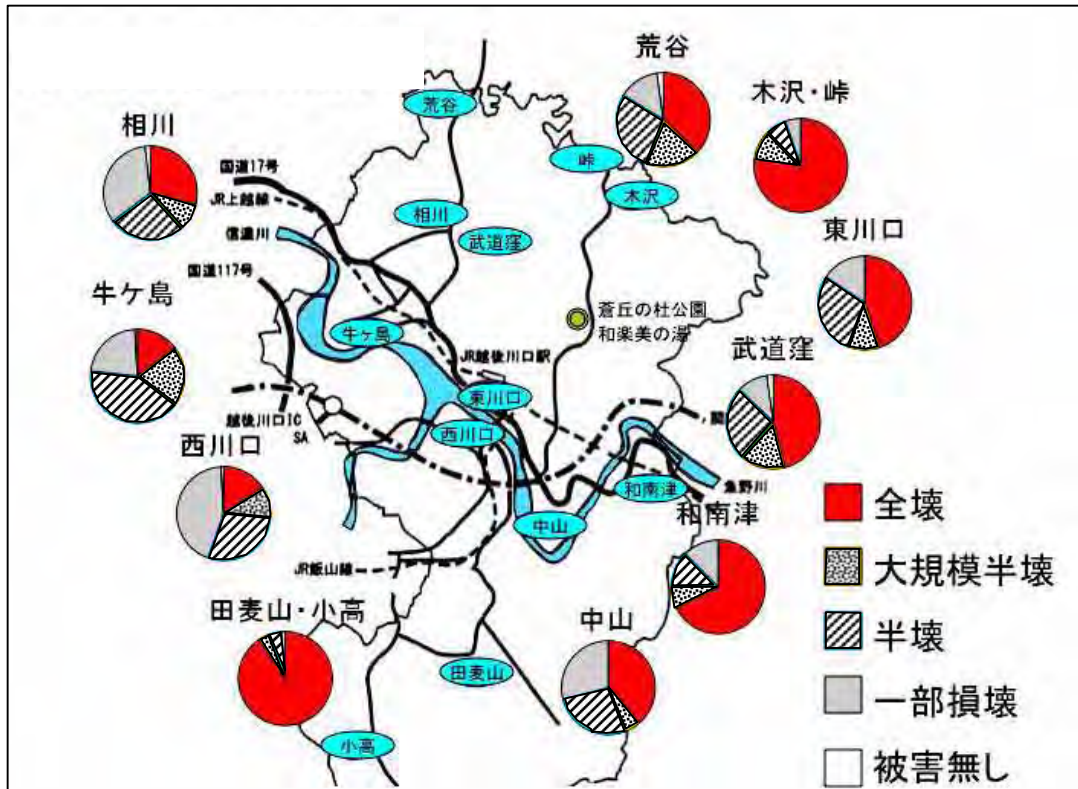 荒谷
木沢・峠
相川
荒谷
国道17号
峠
JR上越線
木沢
相川
信濃川
武道窪
東川口
国道117号
牛ケ島
蒼丘の杜公園
和楽美の湯
牛ヶ島
JR越後川口駅
武道窪
東川口
越後川口IC
SA
西川口
西川口
和南津
魚野川
中山
和南津
全壊
JR飯山線
大規模半壊
田麦山・小高
中山
半壊
田麦山
一部損壊
小高
被害無し